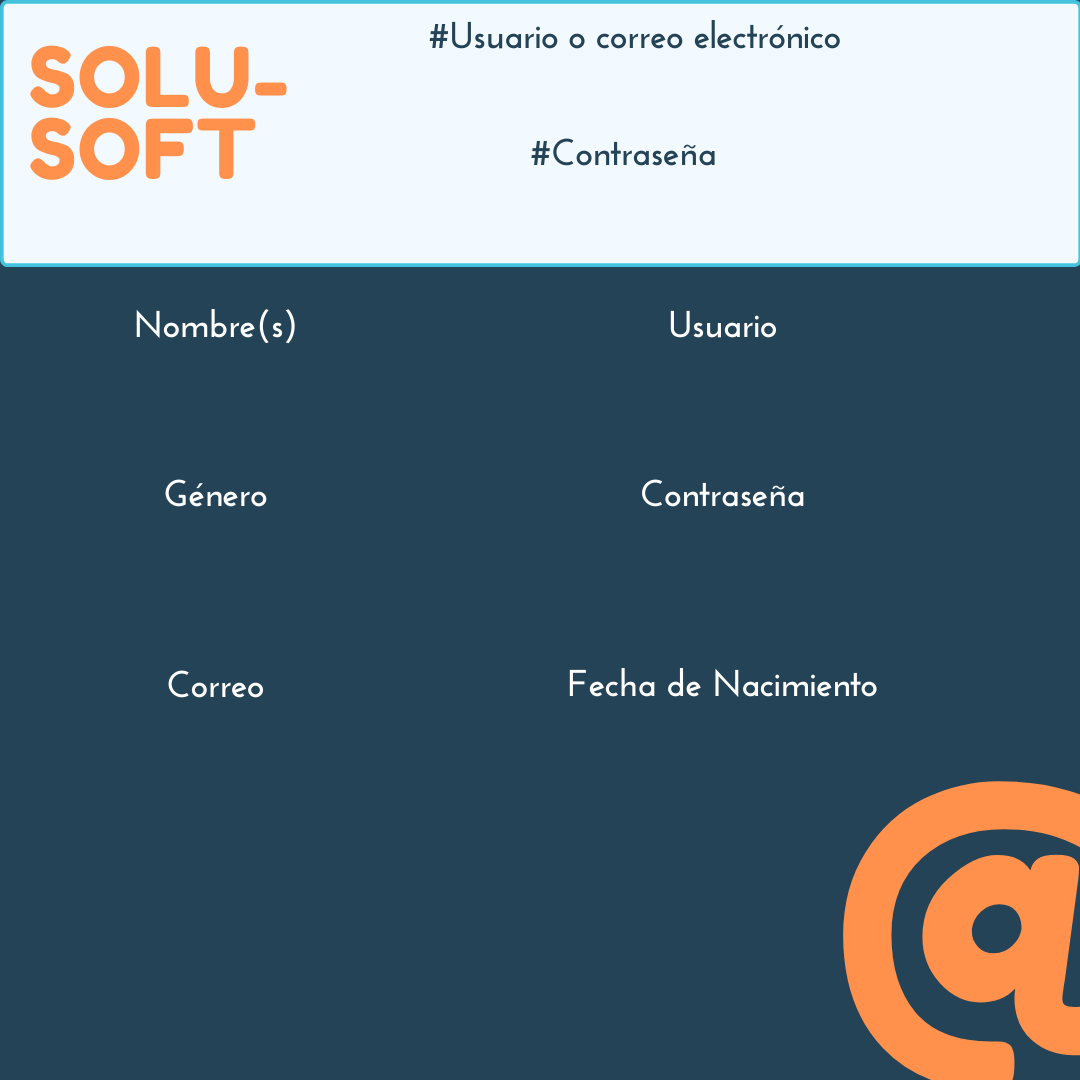 SOLU-
SOFT
#Usuario o correo electrónico
#Contraseña
Nombre(s)
Usuario
Género
Contraseña
Correo
Fecha de Nacimiento
@